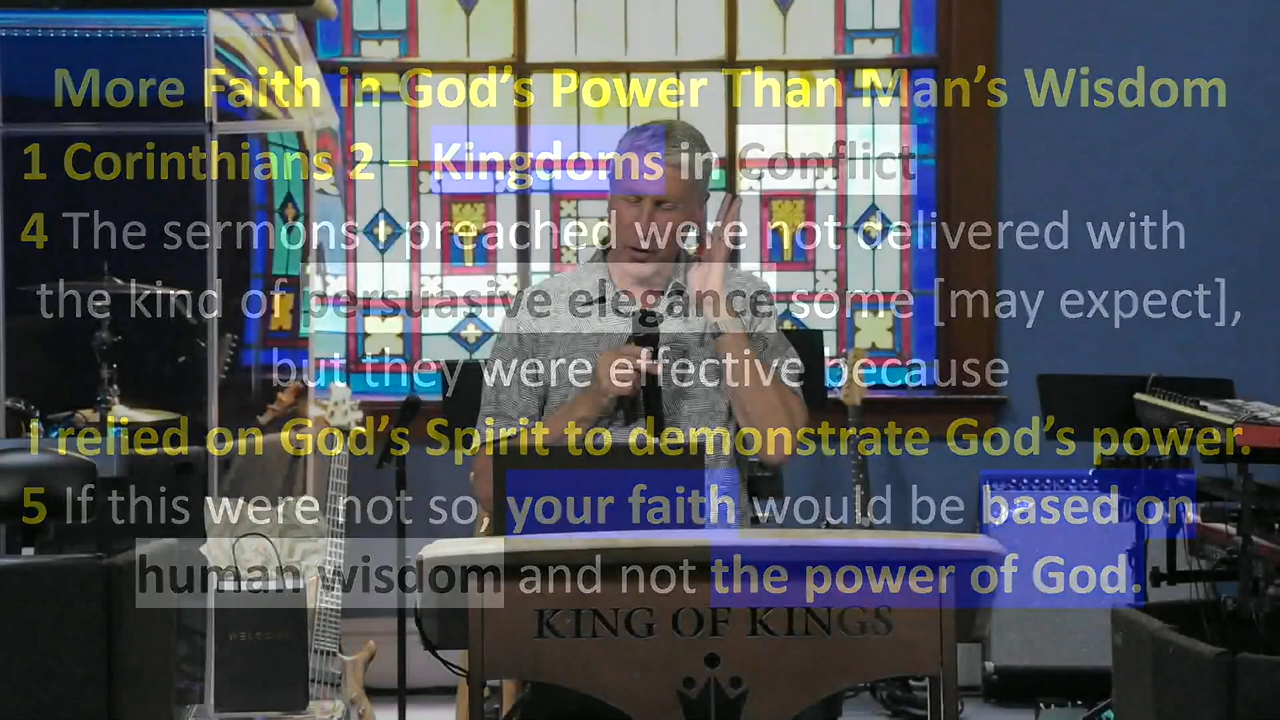 More Faith in God's Power Than Man's Wisdom
1 Corinthians 2 – Kingdoms in Conflict
4 The sermons I preached were not delivered with
the kind of persuasive elegance some [may expect],
but they were effective because
I relied on God's Spirit to demonstrate God's power.
5 If this were not so, your faith would be based on
human wisdom and not the power of God.
KING OF KINGS
WELCOME